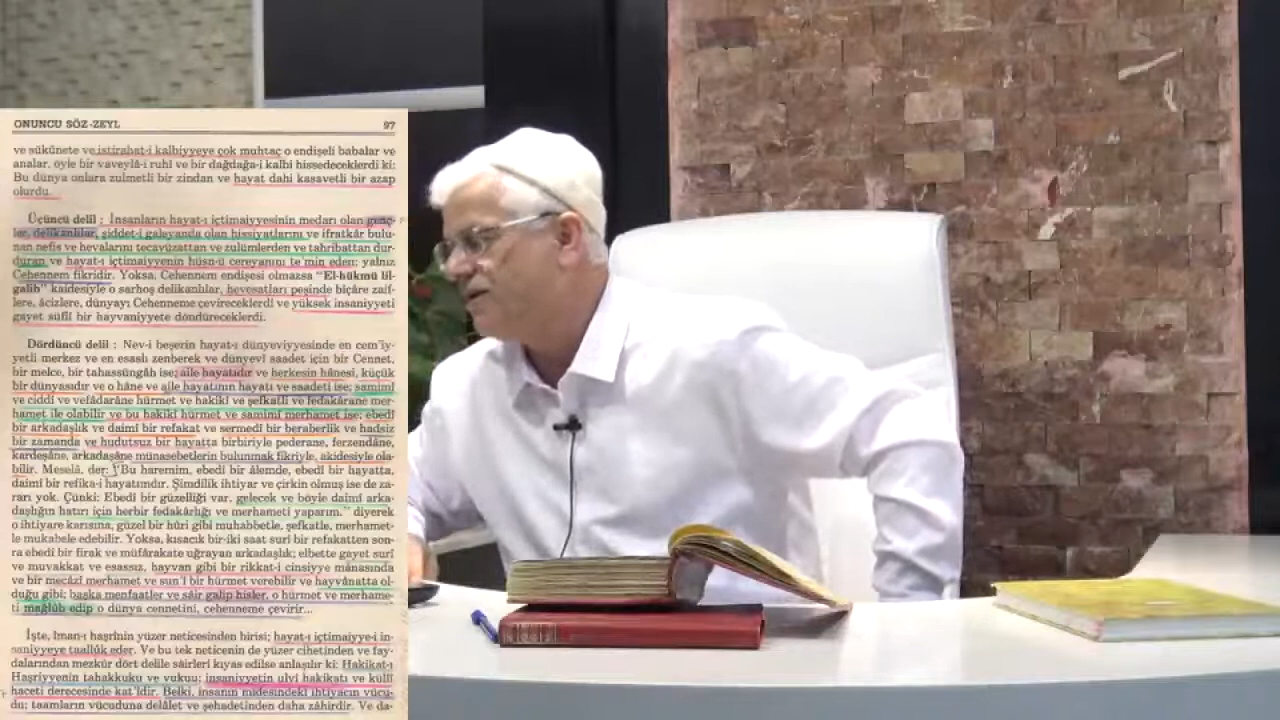 ONUNCU SÖZ-ZEYL 97
ve sükûnete ve istirahat-i kalbiyyeye çok muhtaç o endişeli babalar ve
analar, öyle bir vaveylâ-i ruhî ve bir dağdağa-i kalbî hissedeceklerdi ki:
Bu dünya onlara zulmetli bir zindan ve hayat dahi kasavetli bir azap
olurdu.
Üçüncü delil : İnsanların hayat-ı içtimaiyyesinin medarı olan genç-
ler, delikanlılar, şiddet-i galeyanda olan hissiyatlarını ve ifratkâr bulu-
nan nefis ve hevalarını tecavüzattan ve zulümlerden ve tahribattan dur-
duran ve hayat-ı içtimaiyyenin hüsn-ü cereyanını te'min eden; yalnız
Cehennem fikridir. Yoksa, Cehennem endişesi olmazsa "El-hükmü lil-
galib" kaidesiyle o sarhoş delikanlılar, hevesatları peşinde biçâre zaif-
lere, âcizlere, dünyayı Cehenneme çevireceklerdi ve yüksek insaniyyeti
gayet süflî bir hayvaniyyete döndüreceklerdi.
Dördüncü delil : Nev-i beşerin hayat-ı dünyeviyyesinde en cem'iy-
yetli merkez ve en esaslı zenberek ve dünyevî saadet için bir Cennet,
bir melce, bir tahassüngâh ise; aile hayatıdır ve herkesin hânesi, küçük
bir dünyasıdır ve o hâne ve aile hayatının hayatı ve saadeti ise; samimî
ve ciddî ve vefâdarâne hürmet ve hakikî ve şefkatli ve fedakârane mer-
hamet ile olabilir ve bu hakikî hürmet ve samimî merhamet ise; ebedî
bir arkadaşlık ve daimî bir refakat ve sermedî bir beraberlik ve hadsiz
bir zamanda ve hudutsuz bir hayatta birbiriyle pederane, ferzendâne,
kardeşâne, arkadaşâne münasebetlerin bulunmak fikriyle, akidesiyle ola-
bilir. Meselâ, der: "Bu haremim, ebedî bir âlemde, ebedî bir hayatta,
daimî bir refika-i hayatımdır. Şimdilik ihtiyar ve çirkin olmuş ise de za-
rarı yok. Çünki: Ebedî bir güzelliği var, gelecek ve böyle daimî arka-
daşlığın hatırı için herbir fedakârlığı ve merhameti yaparım." diyerek
o ihtiyare karısına, güzel bir hûri gibi muhabbetle, şefkatle, merhamet-
le mukabele edebilir. Yoksa, kısacık bir-iki saat surî bir refakatten son-
ra ebedî bir firak ve müfârakate uğrayan arkadaşlık; elbette gayet surî
ve muvakkat ve esassız, hayvan gibi bir rikkat-i cinsiyye mânasında
ve bir mecâzî merhamet ve sun'î bir hürmet verebilir ve hayvânatta ol-
duğu gibi; başka menfaatler ve sâir galip hisler, o hürmet ve merhame-
ti mağlûb edip o dünya cennetini, cehenneme çevirir...
İşte, îman-ı haşrînin yüzer neticesinden birisi; hayat-ı içtimaiyye-i in-
saniyyeye taallûk eder. Ve bu tek neticenin de yüzer cihetinden ve fay-
dalarından mezkûr dört delile sâirleri kıyas edilse anlaşılır ki: Hakikat-ı
Haşriyyenin tahakkuku ve vukuu; insaniyyetin ulvî hakikatı ve küllî
haceti derecesinde kat'îdir. Belki, insanın midesindeki ihtiyacın vücu-
du; taamların vücuduna delâlet ve şehadetinden daha zâhirdir. Ve da-